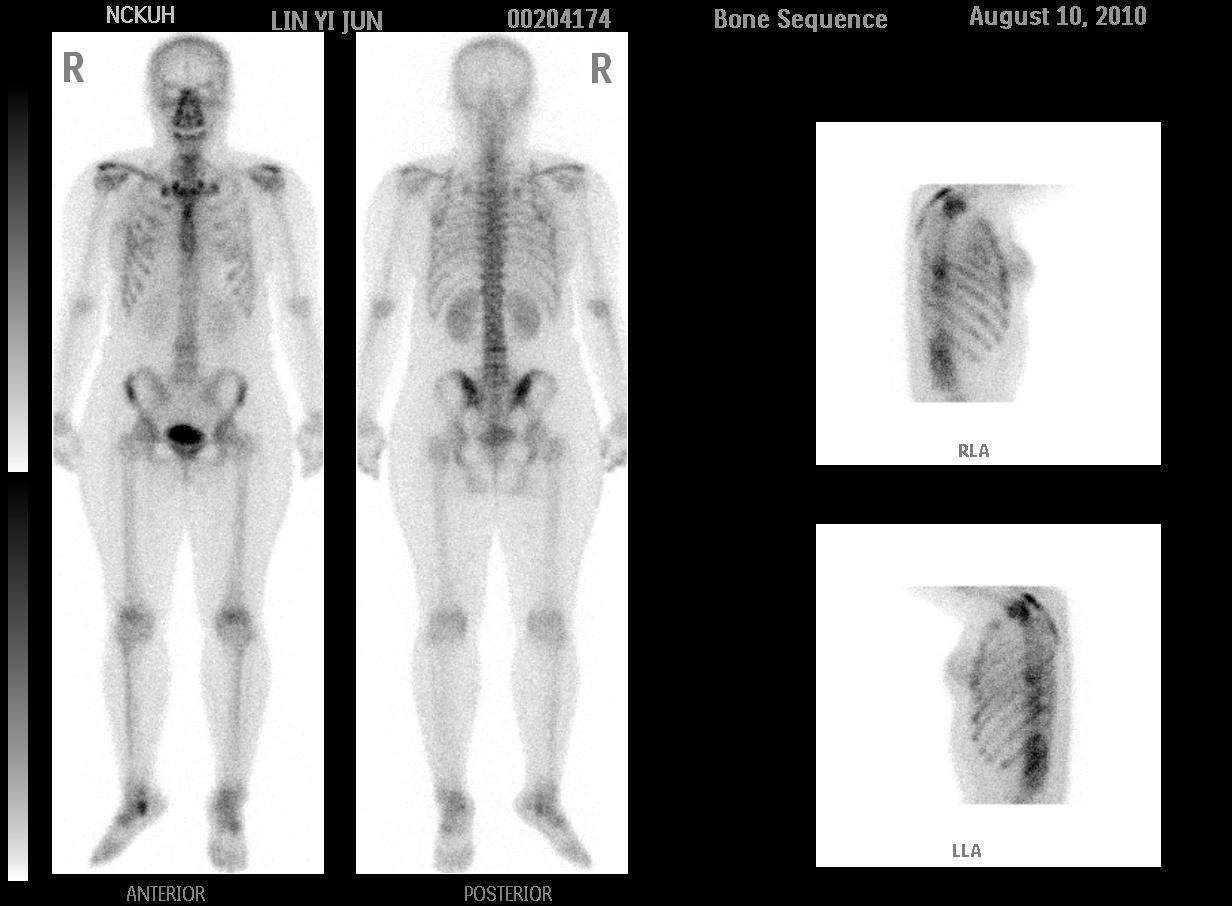 NCKUH LIN YI JUN 00204174 Bone Sequence August 10, 2010
R R
RLA
LLA
ANTERIOR POSTERIOR